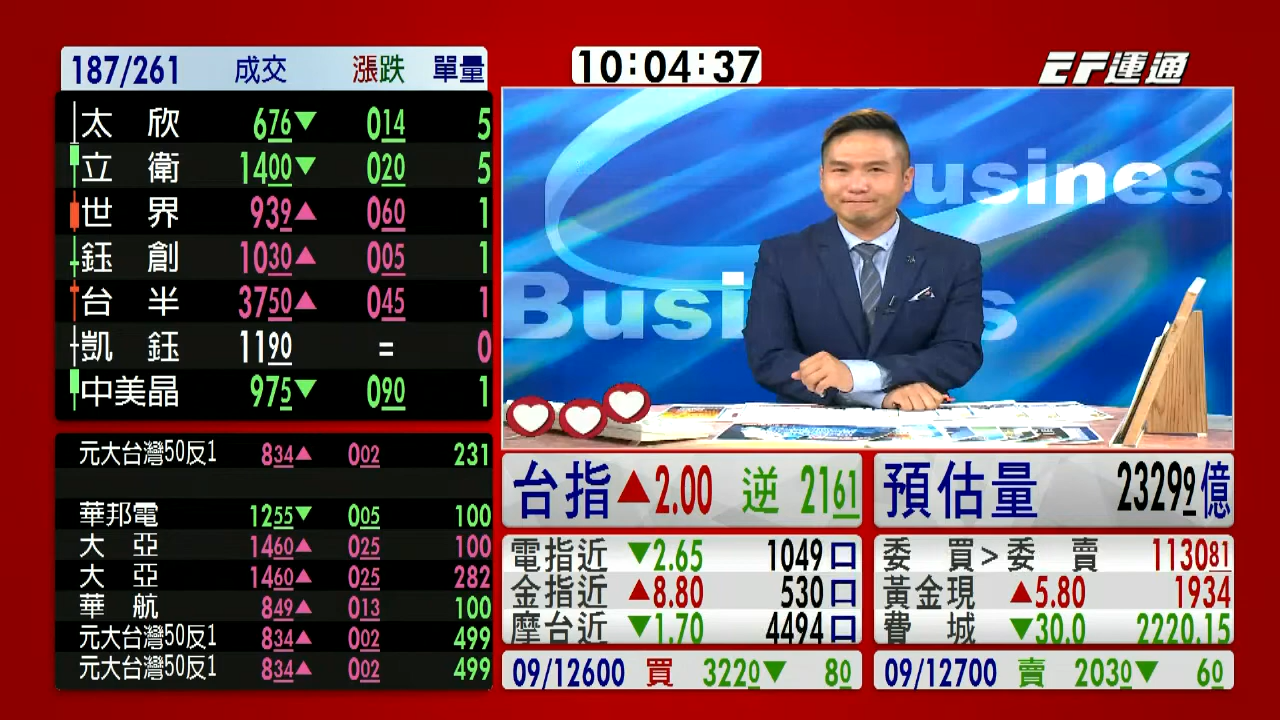 187/261 成交 漲跌 單量
太欣 676▼ 014 5
立衛 1400▼ 020 5
世界 939▲ 060 1
鈺創 1030▲ 005 1
台半 3750▲ 045 1
凱鈺 1190 = 0
中美晶 975▼ 090 1
元大台灣50反1 834▲ 002 231
華邦電 1255▼ 005 100
大亞 1460▲ 025 100
大亞 1460▲ 025 282
華航 849▲ 013 100
元大台灣50反1 834▲ 002 499
元大台灣50反1 834▲ 002 499
10:04:37
EF運通
Business
Business
台指▲2.00 逆 2161
預估量 23299億
電指近 ▼2.65 1049口
金指近 ▲8.80 530口
摩台近 ▼1.70 4494口
委買>委賣 113081
黃金現 ▲5.80 1934
費城 ▼30.0 2220.15
09/12600 買 3220▼ 80
09/12700 賣 2030▼ 60